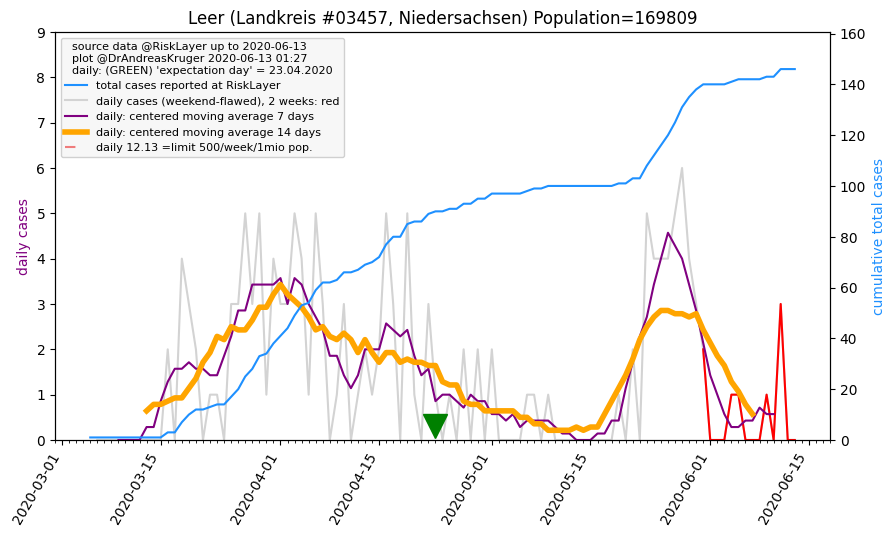 Leer (Landkreis #03457, Niedersachsen) Population=169809
source data @RiskLayer up to 2020-06-13
plot @DrAndreasKruger 2020-06-13 01:27
daily: (GREEN) 'expectation day' = 23.04.2020
total cases reported at RiskLayer
daily cases (weekend-flawed), 2 weeks: red
daily: centered moving average 7 days
daily: centered moving average 14 days
daily 12.13 =limit 500/week/1mio pop.
daily cases
9
8
7
6
5
4
3
2
1
0
160
140
120
100
80
60
40
20
0
cumulative total cases
2020-03-01
2020-03-15
2020-04-01
2020-04-15
2020-05-01
2020-05-15
2020-06-01
2020-06-15